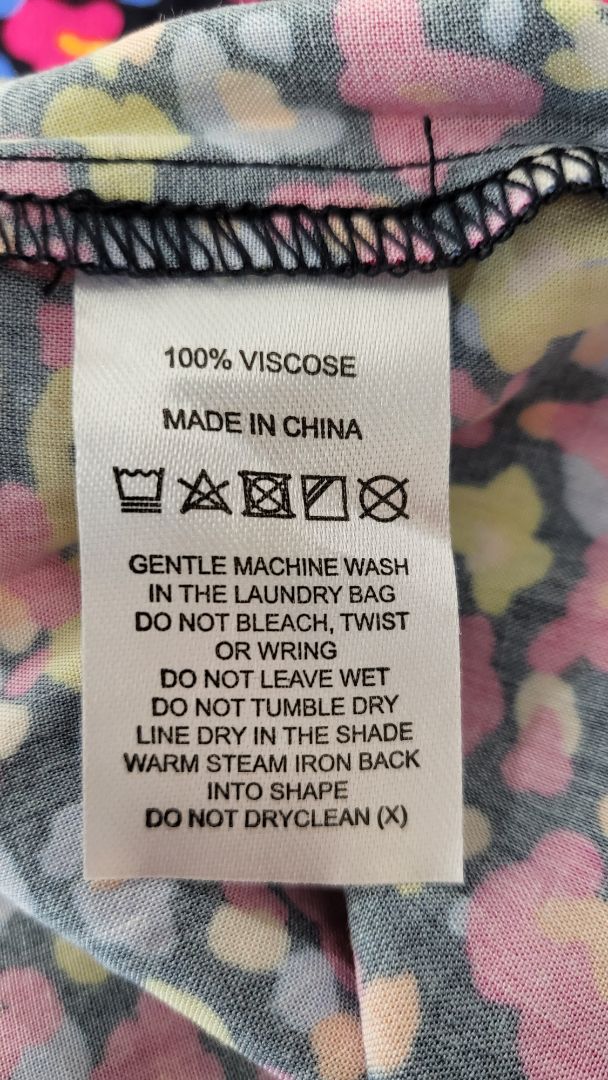 100% VISCOSE
MADE IN CHINA
GENTLE MACHINE WASH
IN THE LAUNDRY BAG
DO NOT BLEACH, TWIST
OR WRING
DO NOT LEAVE WET
DO NOT TUMBLE DRY
LINE DRY IN THE SHADE
WARM STEAM IRON BACK
INTO SHAPE
DO NOT DRYCLEAN (X)